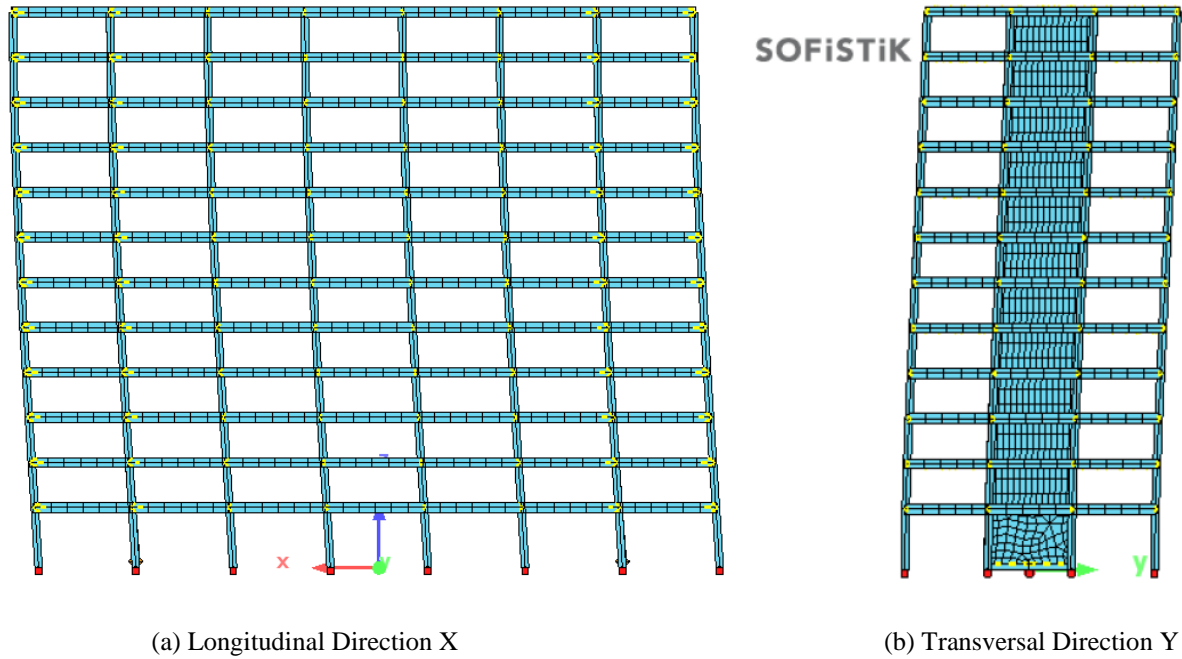 SOFiSTiK
x
y
y
(a) Longitudinal Direction X
(b) Transversal Direction Y